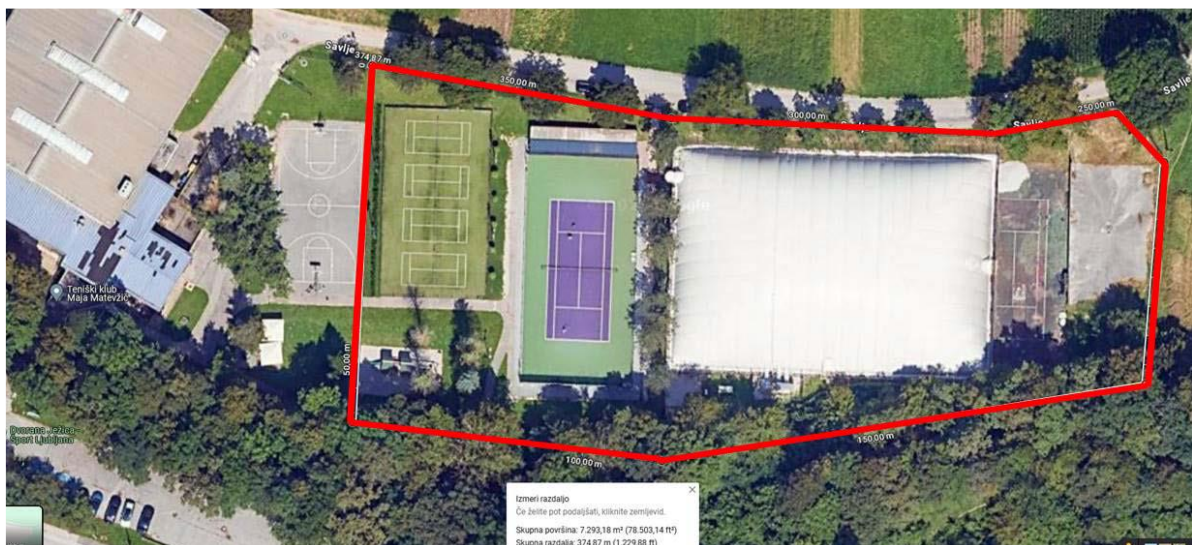 Savlje
374,87 m
0
350,00 m
300,00 m
250,00 m
Savlje
Teniški klub
Maja Matevžič
50,00 m
100,00 m
150,00 m
Dvorana Ježica -
Šport Ljubljana
Izmeri razdaljo
Če želite pot podaljšati, kliknite zemljevid.
Skupna površina: 7.293,18 m² (78.503,14 ft²)
Skupna razdalja: 374,87 m (1.229,88 ft)